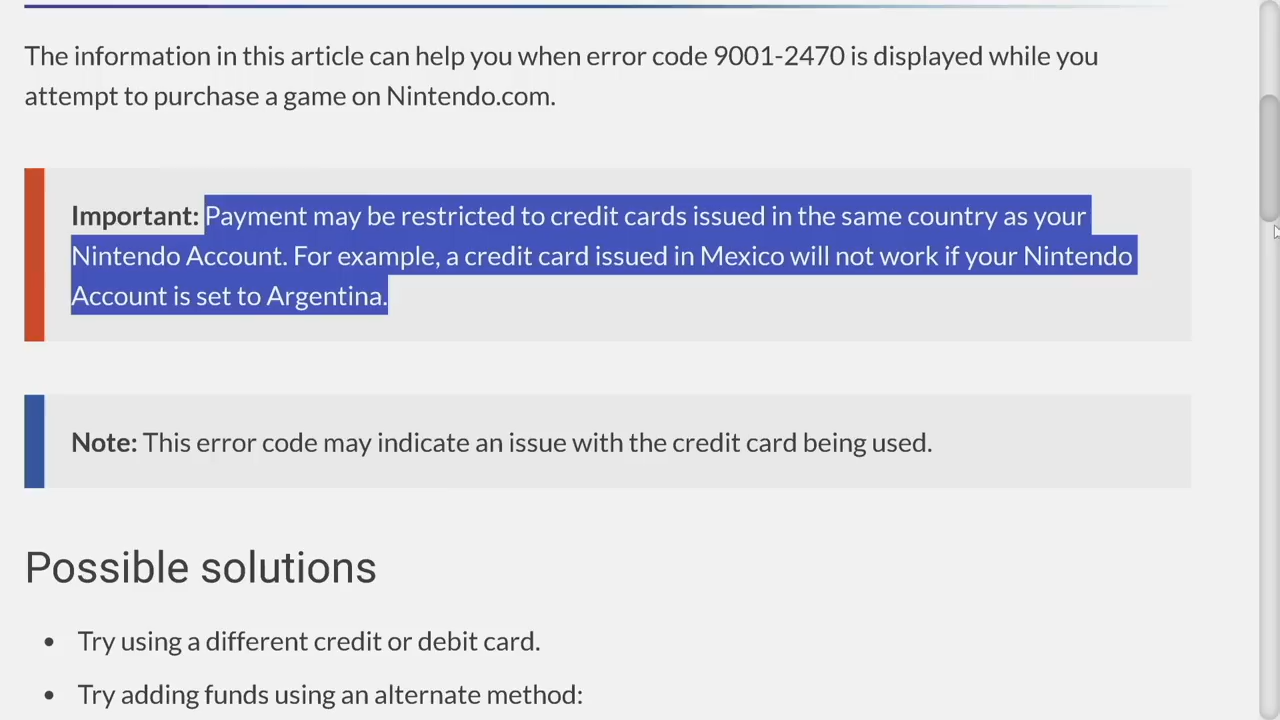 The information in this article can help you when error code 9001-2470 is displayed while you
attempt to purchase a game on Nintendo.com.
Important: Payment may be restricted to credit cards issued in the same country as your
Nintendo Account. For example, a credit card issued in Mexico will not work if your Nintendo
Account is set to Argentina.
Note: This error code may indicate an issue with the credit card being used.
Possible solutions
• Try using a different credit or debit card.
• Try adding funds using an alternate method: